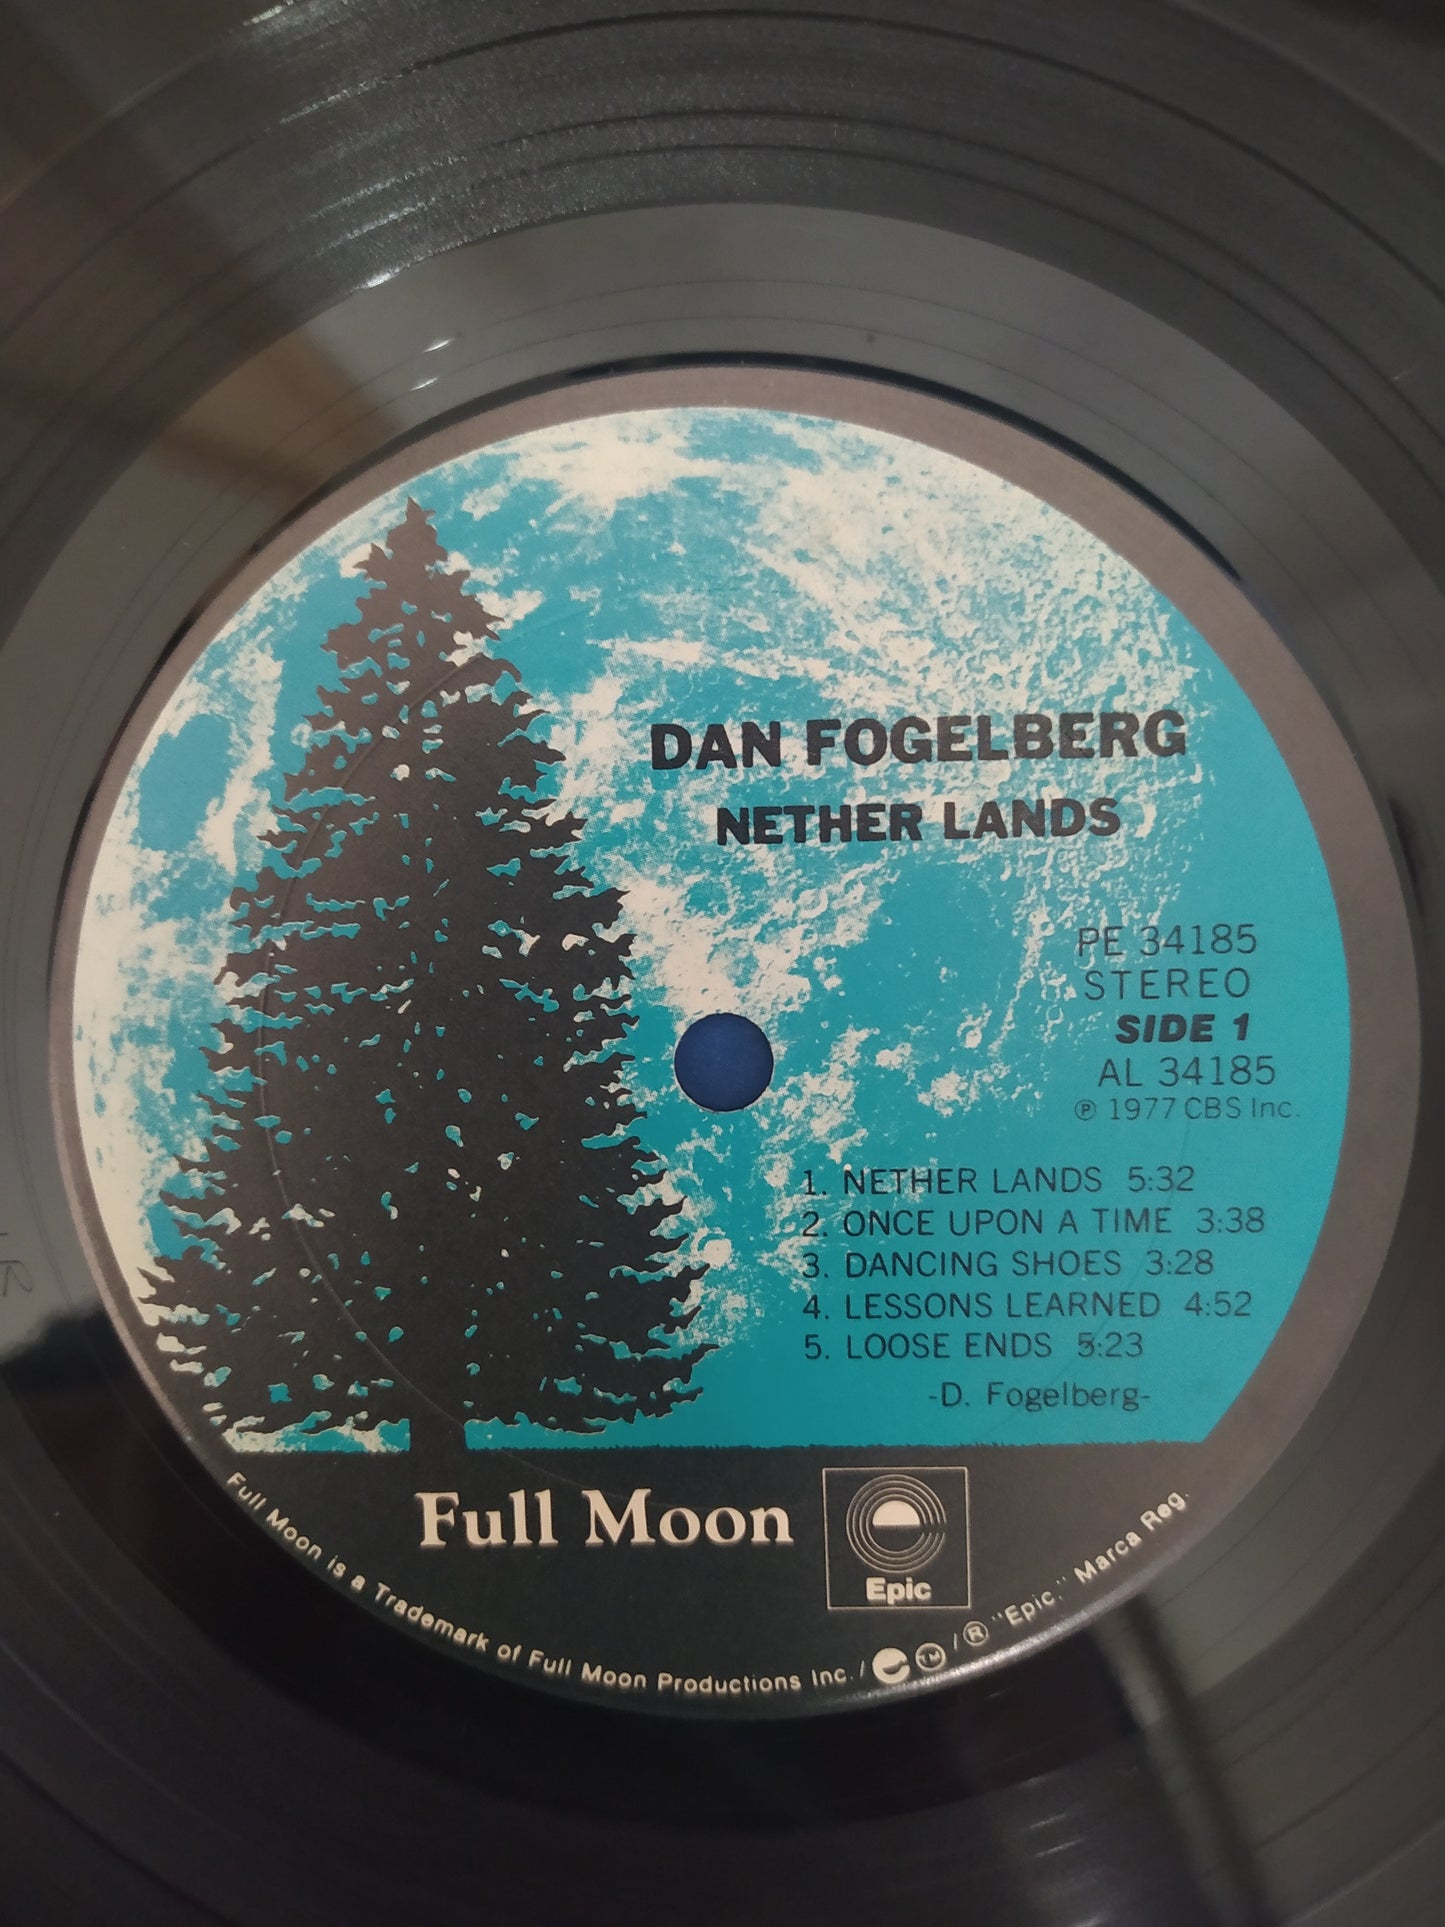 DAN FOGELBERG
NETHER LANDS
PE 34185
STEREO
SIDE 1
AL 34185
℗ 1977 CBS Inc.
1. NETHER LANDS 5:32
2. ONCE UPON A TIME 3:38
3. DANCING SHOES 3:28
4. LESSONS LEARNED 4:52
5. LOOSE ENDS 5:23
-D. Fogelberg-
Full Moon
Epic
Full Moon is a Trademark of Full Moon Productions Inc. / e ™ / ® "Epic." Marca Reg.